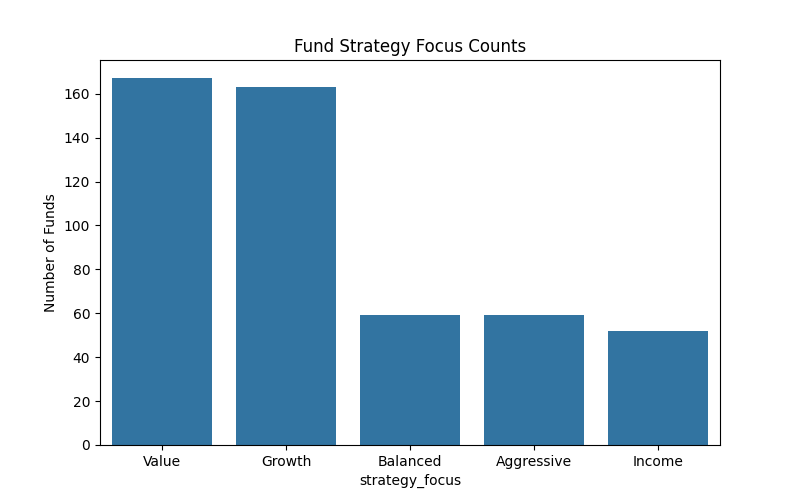 Fund Strategy Focus Counts
Number of Funds
160
140
120
100
80
60
40
20
0
Value Growth Balanced Aggressive Income
strategy_focus